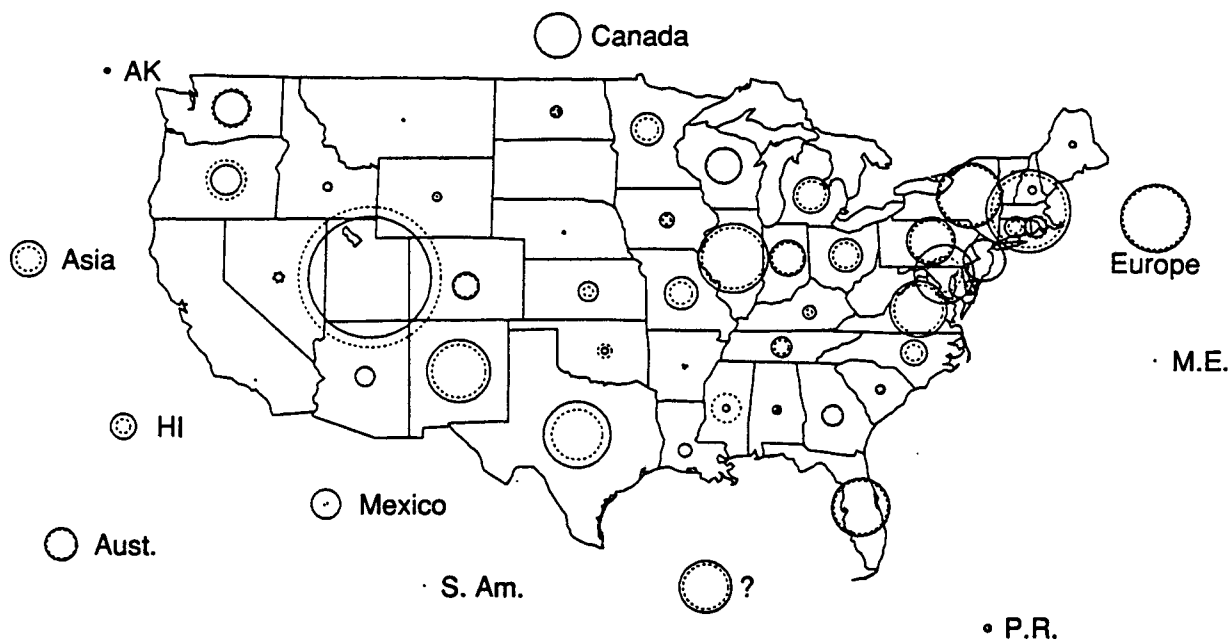 Canada
AK
Asia
Europe
M.E.
HI
Mexico
Aust.
S. Am.
?
P.R.